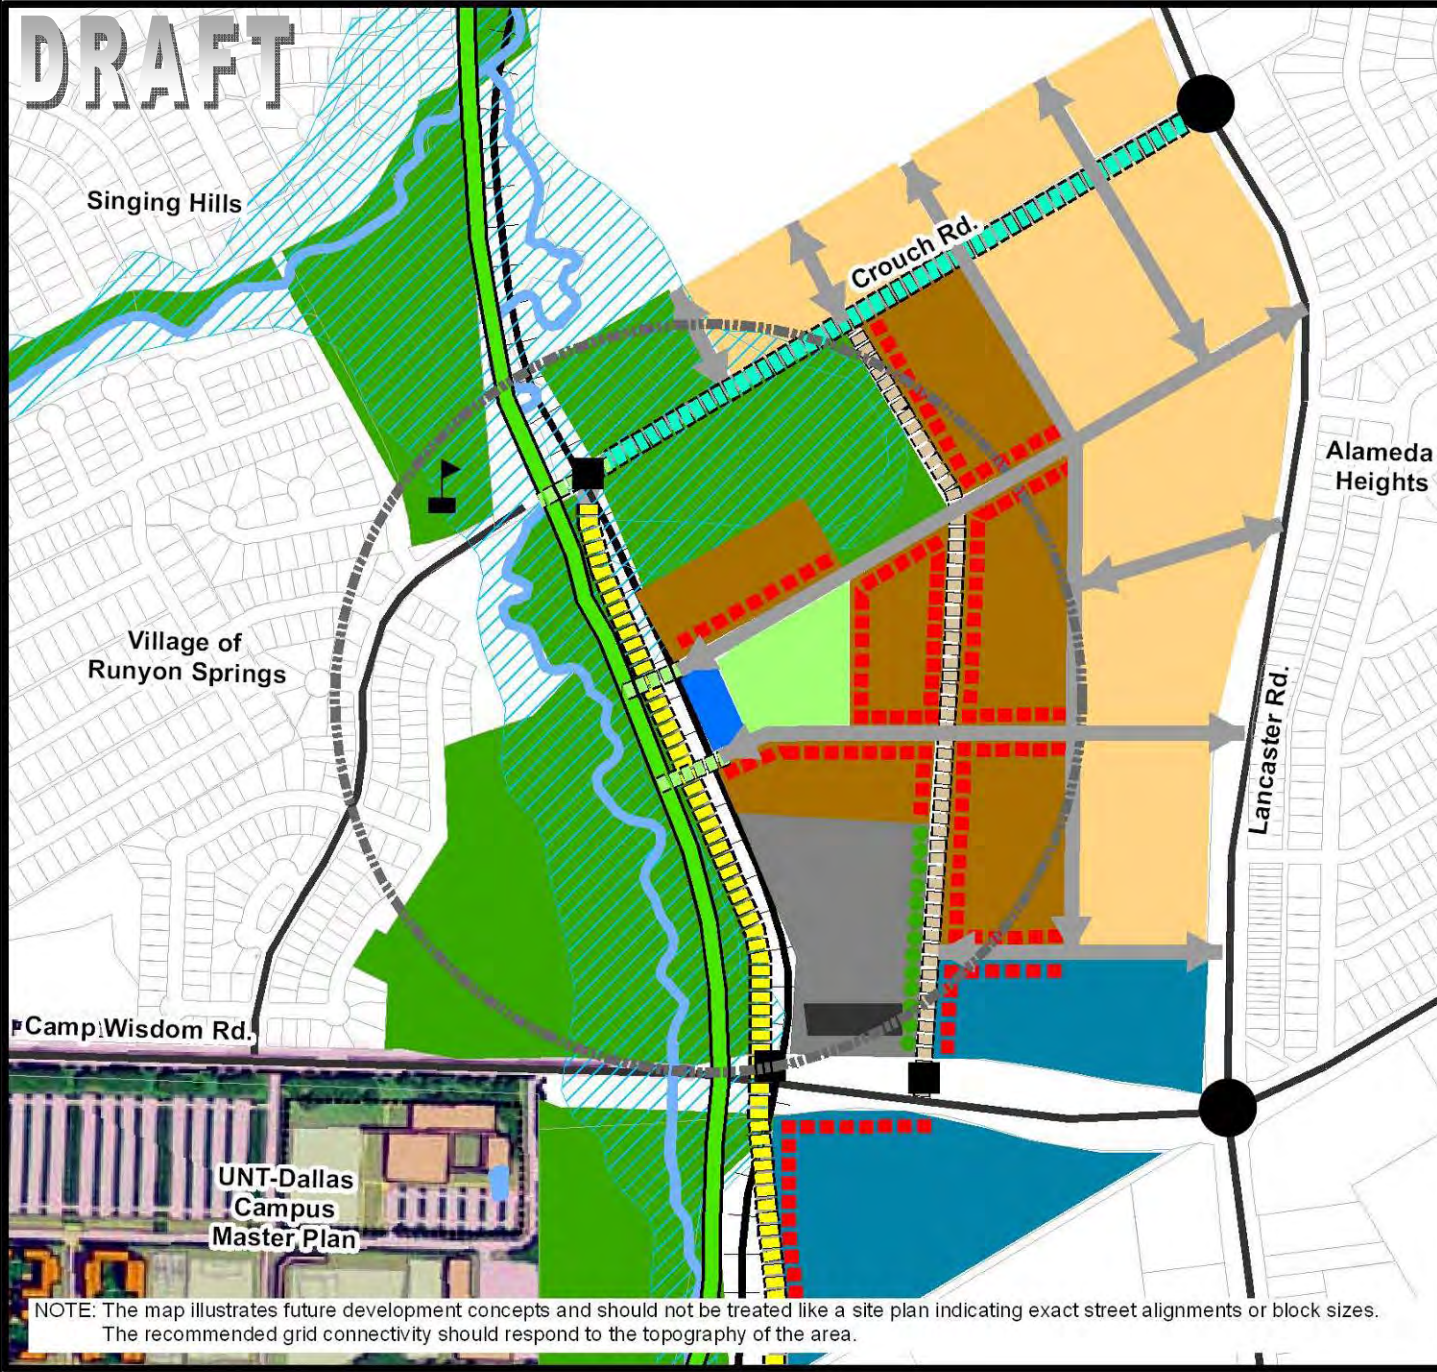 DRAFT
Singing Hills
Crouch Rd.
Alameda
Heights
Village of
Runyon Springs
Lancaster Rd.
Camp Wisdom Rd.
UNT-Dallas
Campus
Master Plan
NOTE: The map illustrates future development concepts and should not be treated like a site plan indicating exact street alignments or block sizes.
The recommended grid connectivity should respond to the topography of the area.